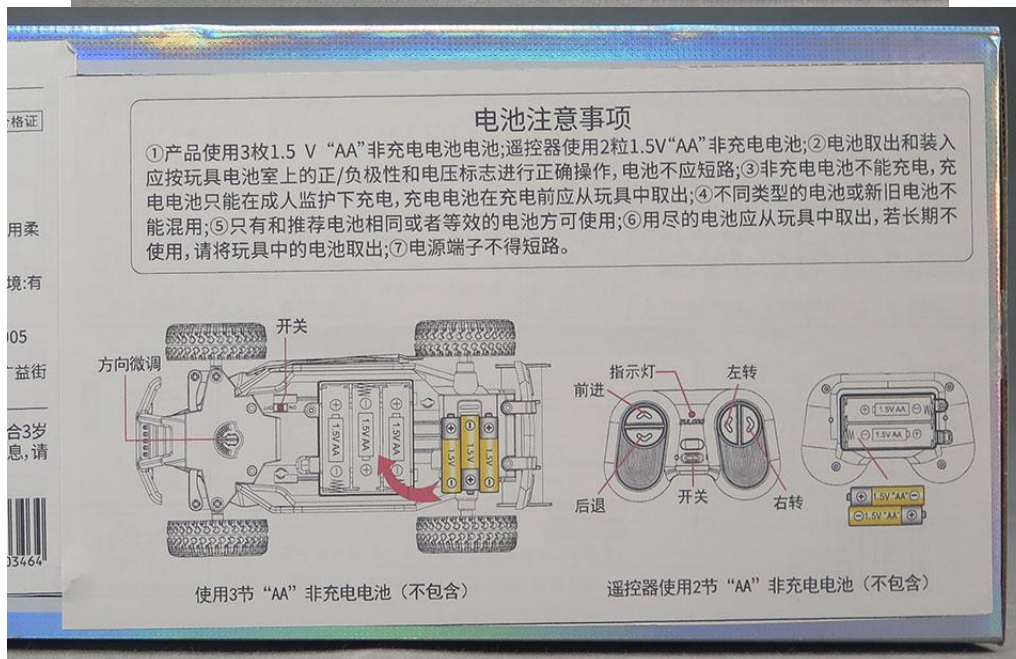 格证
用柔
境:有
005
广益街
合3岁
息,请
03464
电池注意事项
①产品使用3枚1.5 V “AA”非充电电池电池;遥控器使用2粒1.5V“AA”非充电电池;②电池取出和装入
应按玩具电池室上的正/负极性和电压标志进行正确操作,电池不应短路;③非充电电池不能充电,充
电电池只能在成人监护下充电,充电电池在充电前应从玩具中取出;④不同类型的电池或新旧电池不
能混用;⑤只有和推荐电池相同或者等效的电池方可使用;⑥用尽的电池应从玩具中取出,若长期不
使用,请将玩具中的电池取出;⑦电源端子不得短路。
开关
方向微调
1.5V AA
1.5V AA
1.5V AA
1.5V
1.5V
1.5V
使用3节 “AA” 非充电电池（不包含）
指示灯
左转
前进
后退
开关
右转
1.5V AA
1.5V AA
1.5V "AA"
1.5V "AA"
遥控器使用2节 “AA” 非充电电池（不包含）